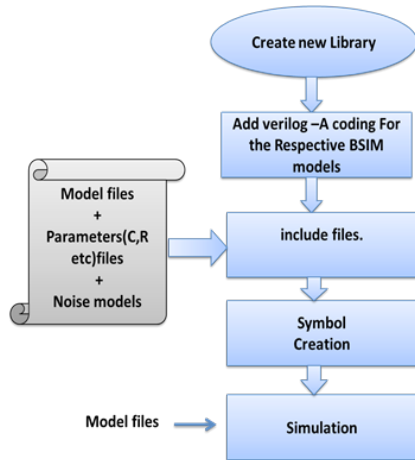 Create new Library
Add verilog –A coding For
the Respective BSIM
models
Model files
+
Parameters(C,R
etc)files
+
Noise models
include files.
Symbol
Creation
Model files
Simulation